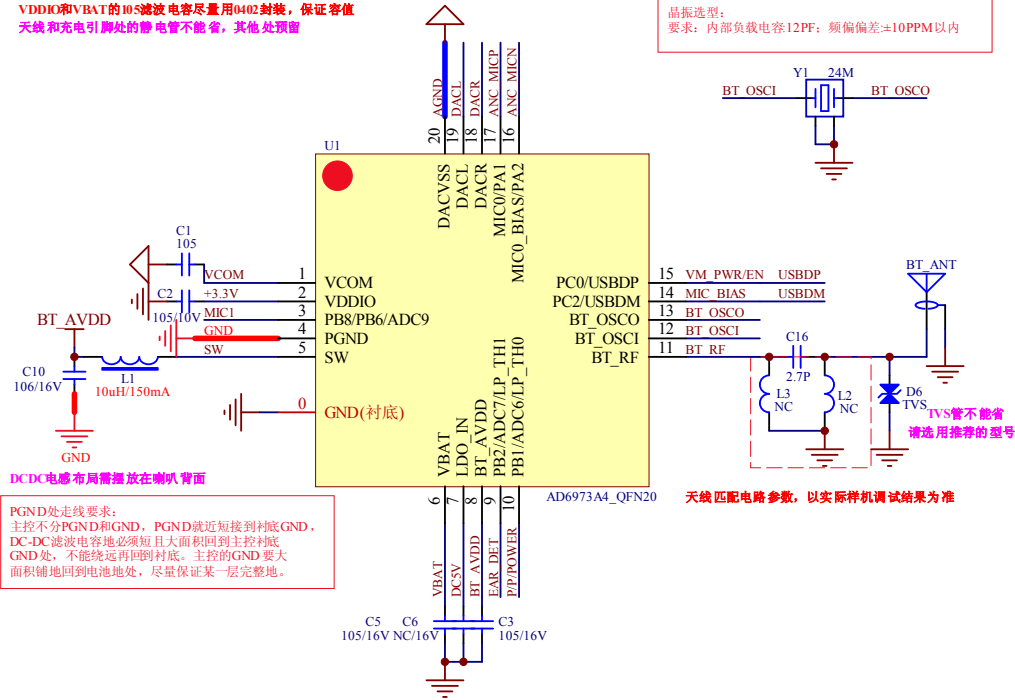 VDDIO和VBAT的105滤波电容尽量用0402封装，保证容值
天线和充电引脚处的静电管不能省，其他处预留
晶振选型：
要求：内部负载电容12PF；频偏偏差:±10PPM以内
Y1
24M
BT_OSCI
BT_OSCO
AGND
DACL
DACR
ANC_MICP
ANC_MICN
20
19
18
17
16
U1
DACVSS
DACL
DACR
MIC0/PA1
MIC0_BIAS/PA2
C1
105
VCOM
1
VCOM
C2
+3.3V
2
VDDIO
105/10V
MIC1
3
PB8/PB6/ADC9
GND
4
PGND
SW
5
SW
0
GND(衬底)
BT_AVDD
C10
106/16V
L1
10uH/150mA
GND
PC0/USBDP
15
VM_PWR/EN
USBDP
PC2/USBDM
14
MIC_BIAS
USBDM
BT_OSCO
13
BT_OSCO
BT_OSCI
12
BT_OSCI
BT_RF
11
BT_RF
BT_ANT
C16
2.7P
L3
NC
L2
NC
D6
TVS
TVS管不能省
请选用推荐的型号
VBAT
LDO_IN
BT_AVDD
PB2/ADC7/LP_TH1
PB1/ADC6/LP_TH0
6
7
8
9
10
AD6973A4_QFN20
天线匹配电路参数，以实际样机调试结果为准
DCDC电感布局需摆放在喇叭背面
PGND处走线要求：
主控不分PGND和GND，PGND就近短接到衬底GND，
DC-DC滤波电容地必须短且大面积回到主控衬底
GND处，不能绕远再回到衬底。主控的GND要大
面积铺地回到电池地处，尽量保证某一层完整地。
VBAT
DC5V
BT_AVDD
EAR_DET
P/P/POWER
C5
105/16V
C6
NC/16V
C3
105/16V